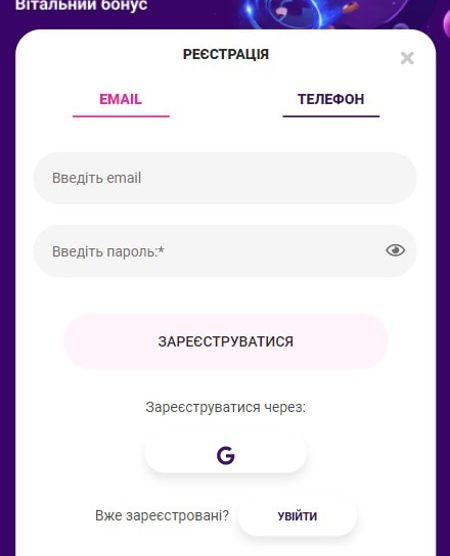 Вітальний бонус
РЕЄСТРАЦІЯ
EMAIL ТЕЛЕФОН
Введіть email
Введіть пароль:*
ЗАРЕЄСТРУВАТИСЯ
Зареєструватися через:
G
Вже зареєстровані? УВІЙТИ